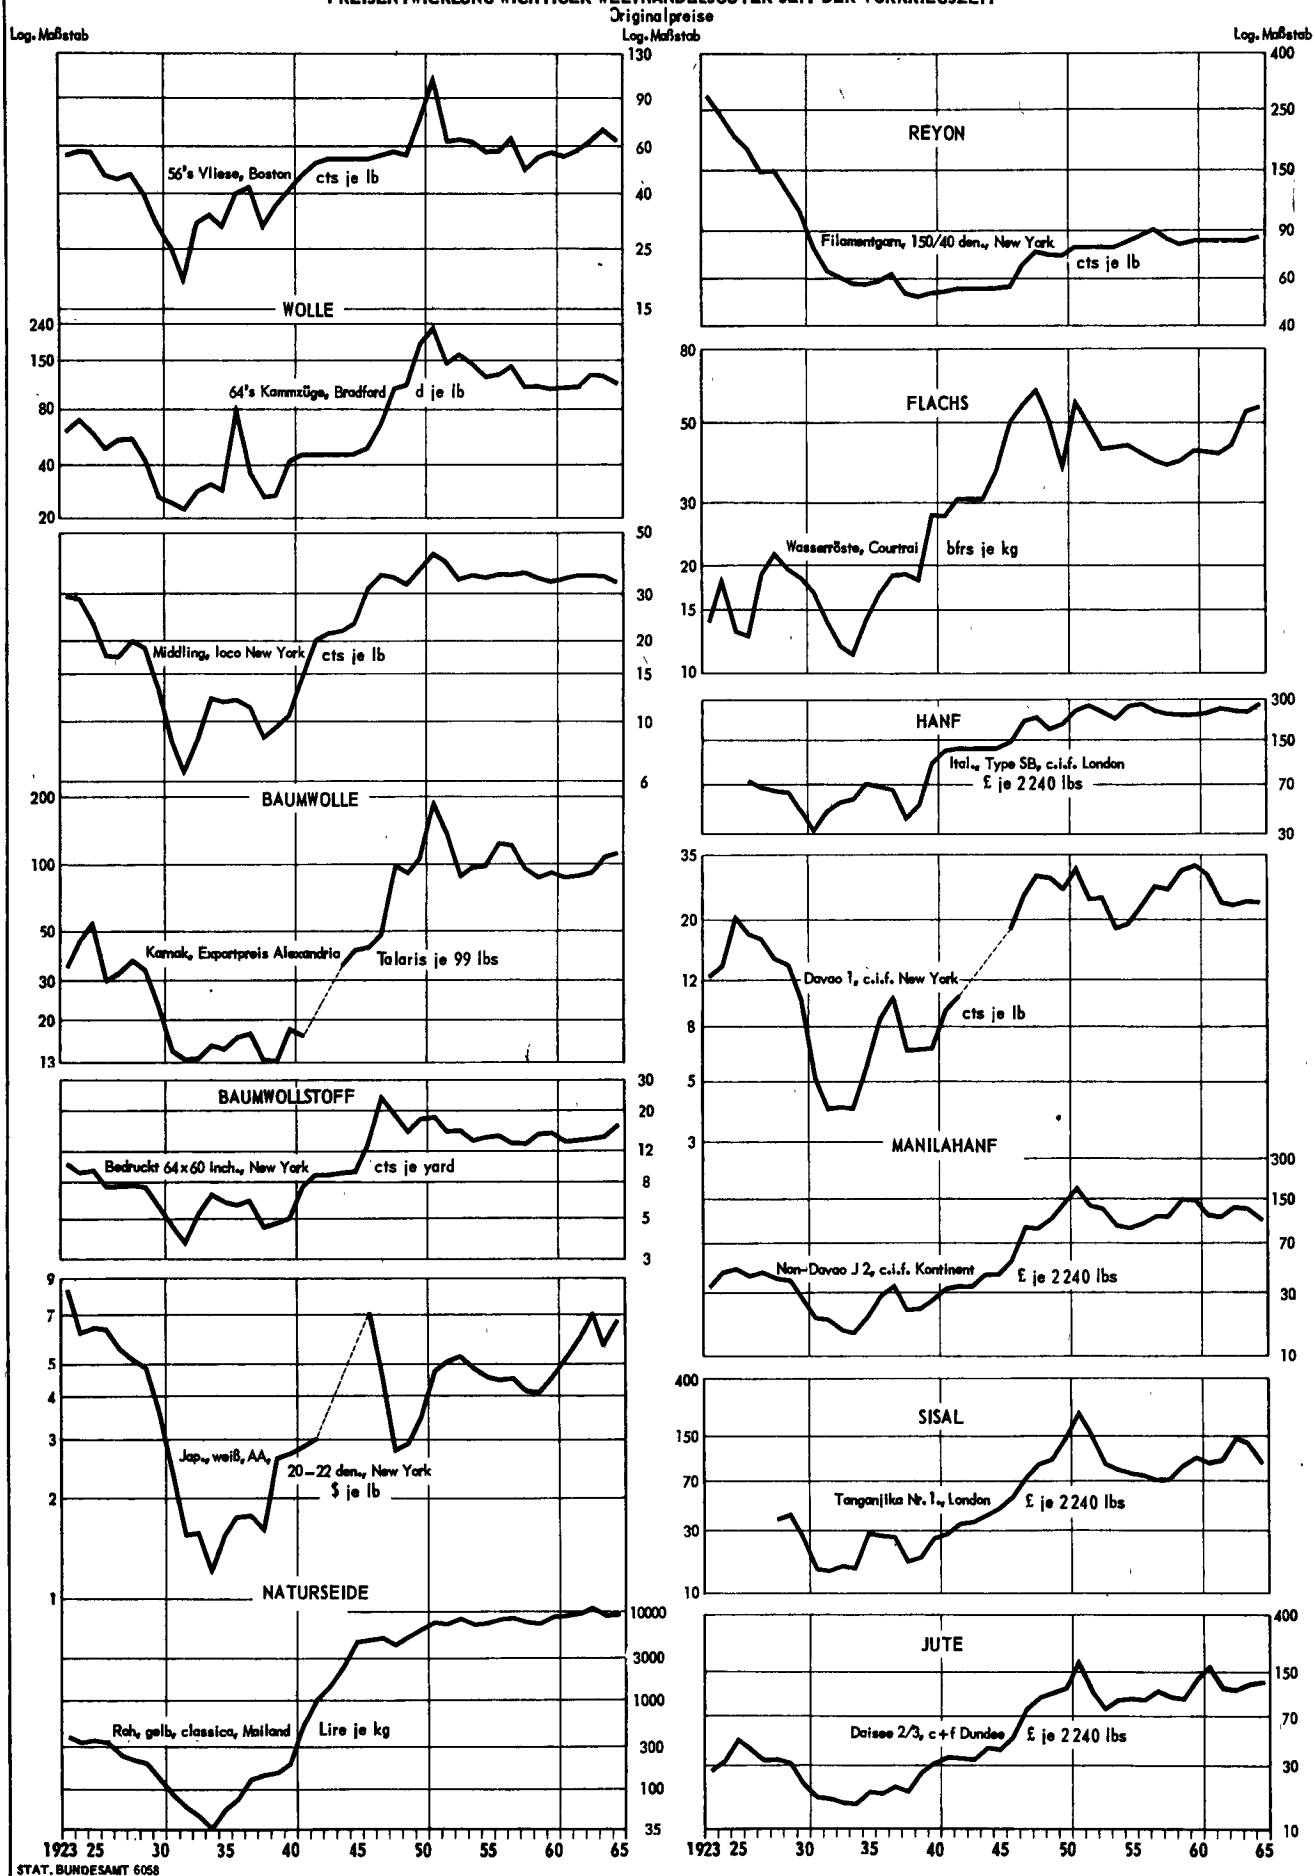 Originalpreise
Log. Maßstab
Log. Maßstab
130
90
60
40
25
15
56's Vliese, Boston
cts je lb
WOLLE
240
150
80
40
20
64's Kammzüge, Bradford
d je lb
50
30
20
15
10
6
Middling, loco New York
cts je lb
BAUMWOLLE
200
100
50
30
20
13
Karnak, Exportpreis Alexandria
Talaris je 99 lbs
BAUMWOLLSTOFF
30
20
12
8
5
3
Bedruckt 64x60 Inch., New York
cts je yard
9
7
5
4
3
2
1
Jap., weiß, AA,
20–22 den., New York
$ je lb
NATURSEIDE
10000
3000
1000
300
100
35
Roh, gelb, classica, Mailand
Lire je kg
1923 25 30 35 40 45 50 55 60 65
STAT. BUNDESAMT 6058
Log. Maßstab
400
250
150
90
60
40
REYON
Filamentgarn, 150/40 den., New York
cts je lb
80
50
30
20
15
10
FLACHS
Wasserröste, Courtrai
bfrs je kg
300
150
70
30
HANF
Ital., Type SB, c.i.f. London
£ je 2240 lbs
35
20
12
8
5
3
Davao 1, c.i.f. New York
cts je lb
MANILAHANF
300
150
70
30
10
Non-Davao J 2, c.i.f. Kontinent
£ je 2240 lbs
400
150
70
30
10
SISAL
Tanganjika Nr. 1., London
£ je 2240 lbs
400
150
70
30
10
JUTE
Daisee 2/3, c+f Dundee
£ je 2240 lbs
1923 25 30 35 40 45 50 55 60 65